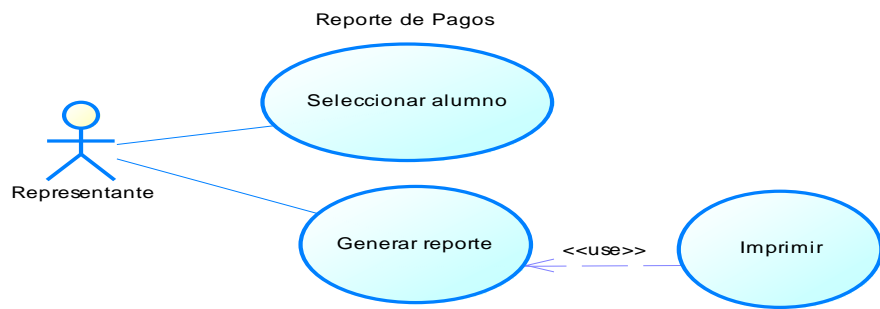 Reporte de Pagos
Seleccionar alumno
Representante
Generar reporte
<<use>>
Imprimir